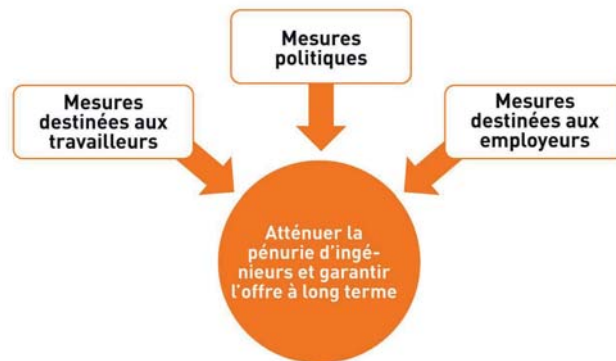 Mesures
politiques
Mesures
destinées aux
travailleurs
Mesures
destinées aux
employeurs
Atténuer la
pénurie d’ingé-
nieurs et garantir
l’offre à long terme